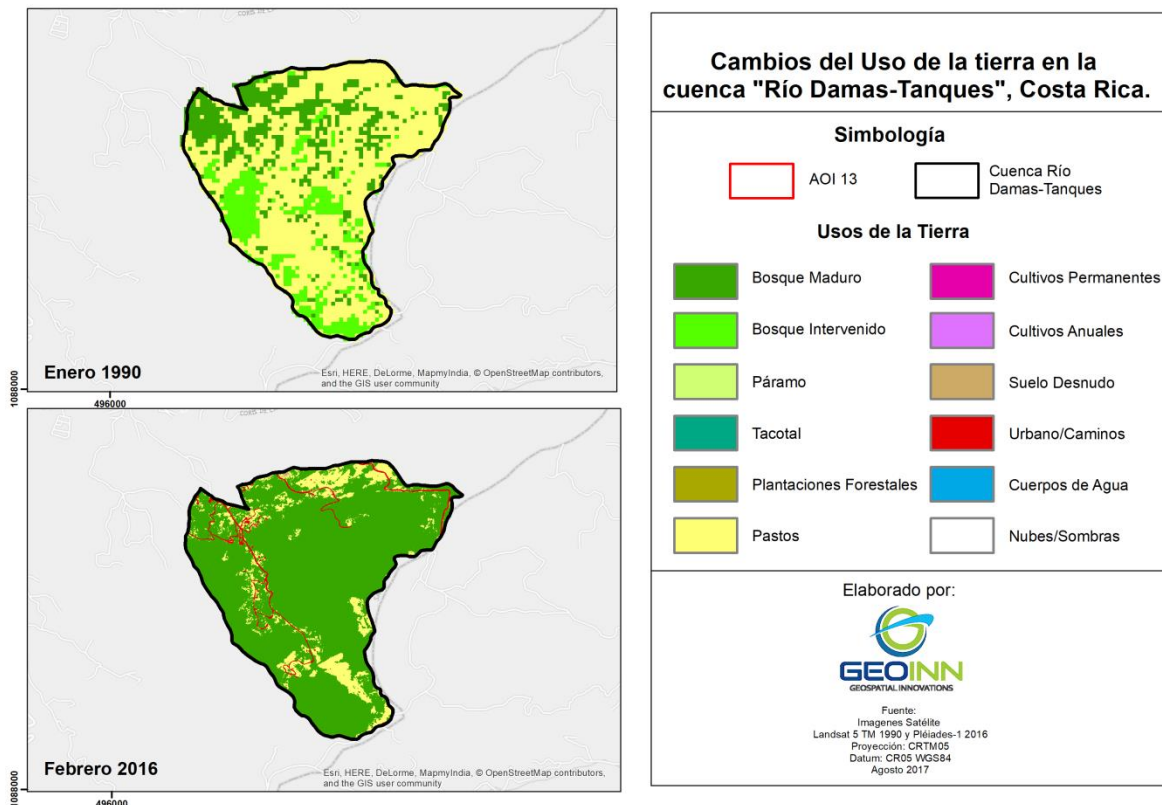 Enero 1990
Esri, HERE, DeLorme, MapmyIndia, © OpenStreetMap contributors,
and the GIS user community
1088000
496000
Febrero 2016
Esri, HERE, DeLorme, MapmyIndia, © OpenStreetMap contributors,
and the GIS user community
1088000
496000
Cambios del Uso de la tierra en la
cuenca "Río Damas-Tanques", Costa Rica.
Simbología
AOI 13
Cuenca Río
Damas-Tanques
Usos de la Tierra
Bosque Maduro
Bosque Intervenido
Páramo
Tacotal
Plantaciones Forestales
Pastos
Cultivos Permanentes
Cultivos Anuales
Suelo Desnudo
Urbano/Caminos
Cuerpos de Agua
Nubes/Sombras
Elaborado por:
GEOINN
GEOSPATIAL INNOVATIONS
Fuente:
Imagenes Satélite
Landsat 5 TM 1990 y Pléiades-1 2016
Proyección: CRTM05
Datum: CR05 WGS84
Agosto 2017